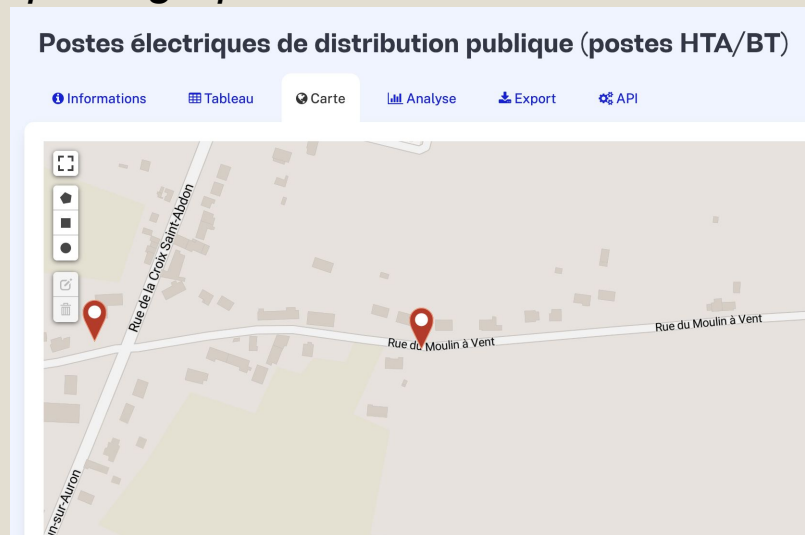 Postes électriques de distribution publique (postes HTA/BT)
Informations Tableau Carte Analyse Export API
Rue de la Croix Saint-Abdon
Rue du Moulin à Vent
Rue du Moulin à Vent
n-sur-Auron